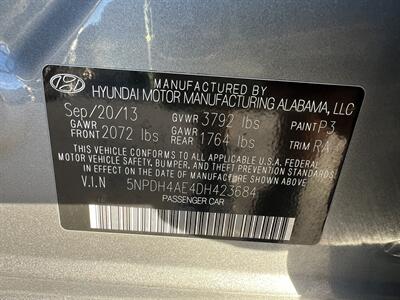 MANUFACTURED BY
HYUNDAI MOTOR MANUFACTURING ALABAMA, LLC
Sep/20/13 GVWR 3792 lbs PAINT P3
GAWR FRONT 2072 lbs GAWR REAR 1764 lbs TRIM RA
THIS VEHICLE CONFORMS TO ALL APPLICABLE U.S.A FEDERAL
MOTOR VEHICLE SAFETY, BUMPER, AND THEFT PREVENTION STANDARDS
IN EFFECT ON THE DATE OF MANUFACTURE SHOWN ABOVE.
V.I.N 5NPDH4AE4DH423684
PASSENGER CAR